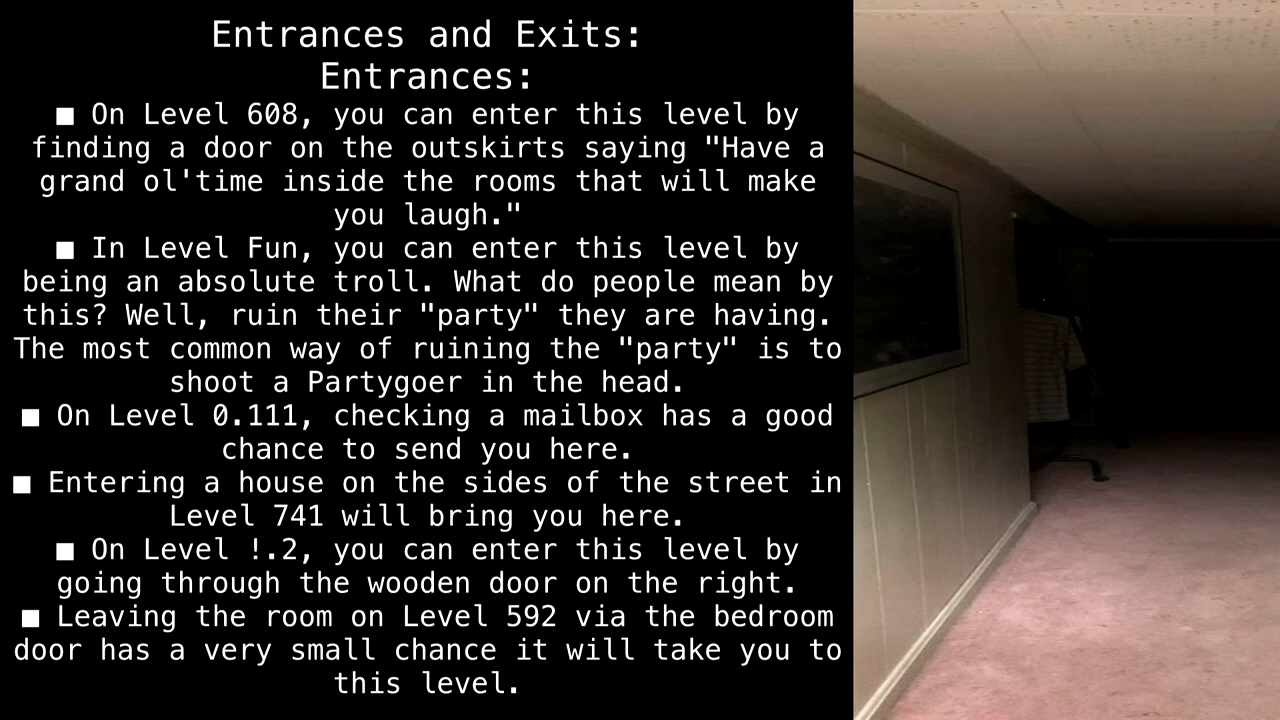 Entrances and Exits:
Entrances:
■ On Level 608, you can enter this level by
finding a door on the outskirts saying "Have a
grand ol'time inside the rooms that will make
you laugh."
■ In Level Fun, you can enter this level by
being an absolute troll. What do people mean by
this? Well, ruin their "party" they are having.
The most common way of ruining the "party" is to
shoot a Partygoer in the head.
■ On Level 0.111, checking a mailbox has a good
chance to send you here.
■ Entering a house on the sides of the street in
Level 741 will bring you here.
■ On Level !.2, you can enter this level by
going through the wooden door on the right.
■ Leaving the room on Level 592 via the bedroom
door has a very small chance it will take you to
this level.